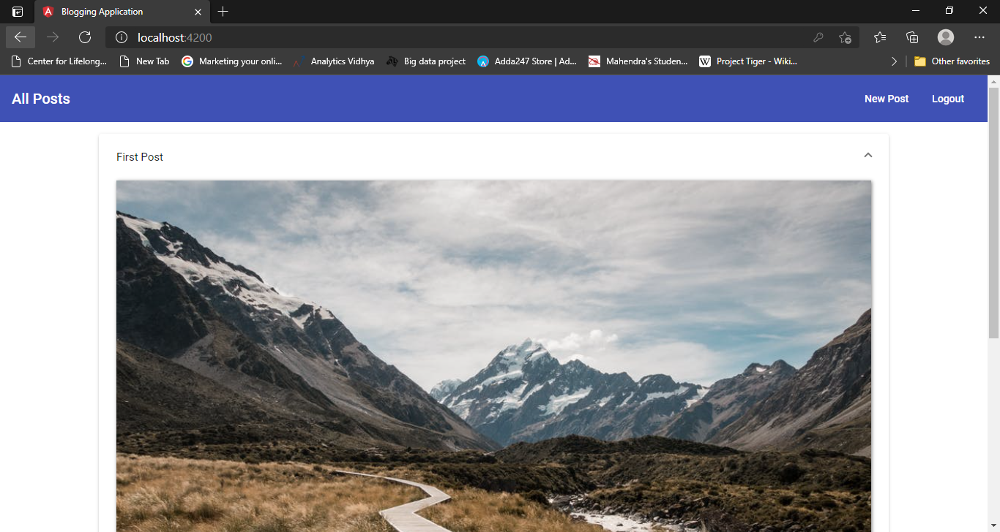 Blogging Application
localhost:4200
Center for Lifelong...
New Tab
Marketing your onli...
Analytics Vidhya
Big data project
Adda247 Store | Ad...
Mahendra's Studen...
W Project Tiger - Wiki...
Other favorites
All Posts
New Post
Logout
First Post